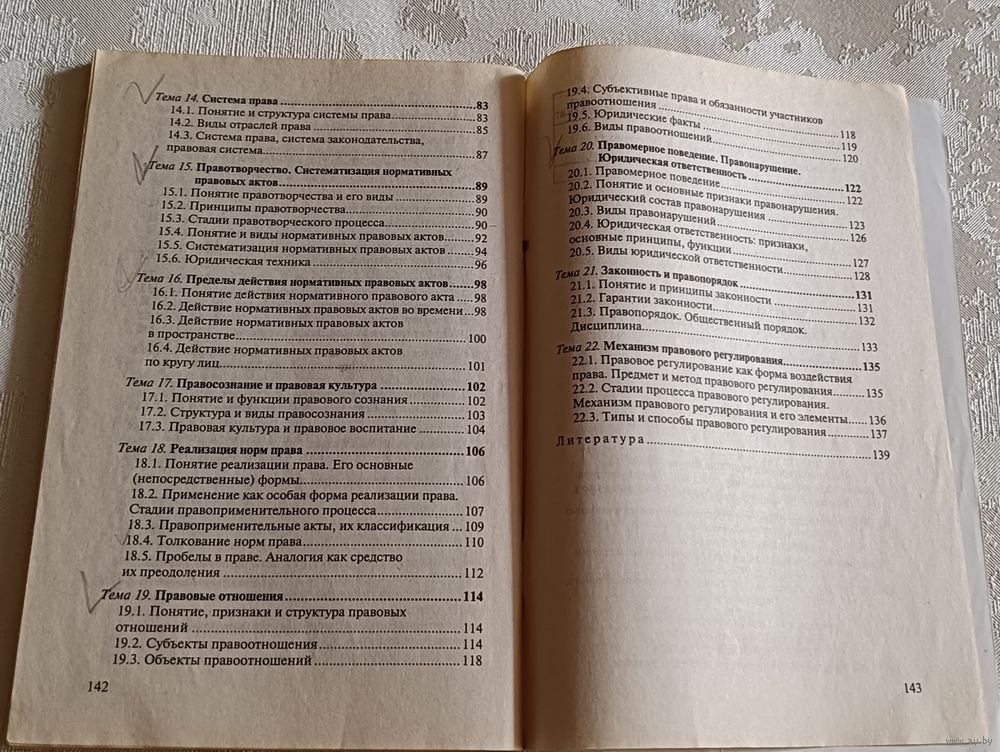 Тема 14. Система права ........ 83
14.1. Понятие и структура системы права ........ 83
14.2. Виды отраслей права ........ 85
14.3. Система права, система законодательства,
правовая система ........ 87
Тема 15. Правотворчество. Систематизация нормативных
правовых актов ........ 89
15.1. Понятие правотворчества и его виды ........ 89
15.2. Принципы правотворчества ........ 90
15.3. Стадии правотворческого процесса ........ 90
15.4. Понятие и виды нормативных правовых актов ........ 92
15.5. Систематизация нормативных правовых актов ........ 94
15.6. Юридическая техника ........ 96
Тема 16. Пределы действия нормативных правовых актов ........ 98
16.1. Понятие действия нормативного правового акта ........ 98
16.2. Действие нормативных правовых актов во времени ... 98
16.3. Действие нормативных правовых актов
в пространстве ........ 100
16.4. Действие нормативных правовых актов
по кругу лиц ........ 101
Тема 17. Правосознание и правовая культура ........ 102
17.1. Понятие и функции правового сознания ........ 102
17.2. Структура и виды правосознания ........ 103
17.3. Правовая культура и правовое воспитание ........ 104
Тема 18. Реализация норм права ........ 106
18.1. Понятие реализации права. Его основные
(непосредственные) формы ........ 106
18.2. Применение как особая форма реализации права.
Стадии правоприменительного процесса ........ 107
18.3. Правоприменительные акты, их классификация ... 109
18.4. Толкование норм права ........ 110
18.5. Пробелы в праве. Аналогия как средство
их преодоления ........ 112
Тема 19. Правовые отношения ........ 114
19.1. Понятие, признаки и структура правовых
отношений ........ 114
19.2. Субъекты правоотношения ........ 114
19.3. Объекты правоотношений ........ 118
142
19.4. Субъективные права и обязанности участников
правоотношения ........ 118
19.5. Юридические факты ........ 119
19.6. Виды правоотношений ........ 120
Тема 20. Правомерное поведение. Правонарушение.
Юридическая ответственность ........ 122
20.1. Правомерное поведение ........ 122
20.2. Понятие и основные признаки правонарушения.
Юридический состав правонарушения ........ 123
20.3. Виды правонарушений ........ 126
20.4. Юридическая ответственность: признаки,
основные принципы, функции ........ 127
20.5. Виды юридической ответственности ........ 128
Тема 21. Законность и правопорядок ........ 131
21.1. Понятие и принципы законности ........ 131
21.2. Гарантии законности ........ 132
21.3. Правопорядок. Общественный порядок.
Дисциплина ........ 133
Тема 22. Механизм правового регулирования ........ 135
22.1. Правовое регулирование как форма воздействия
права. Предмет и метод правового регулирования ........ 135
22.2. Стадии процесса правового регулирования.
Механизм правового регулирования и его элементы ...... 136
22.3. Типы и способы правового регулирования ........ 137
Литература ........ 139
143
www.ay.by